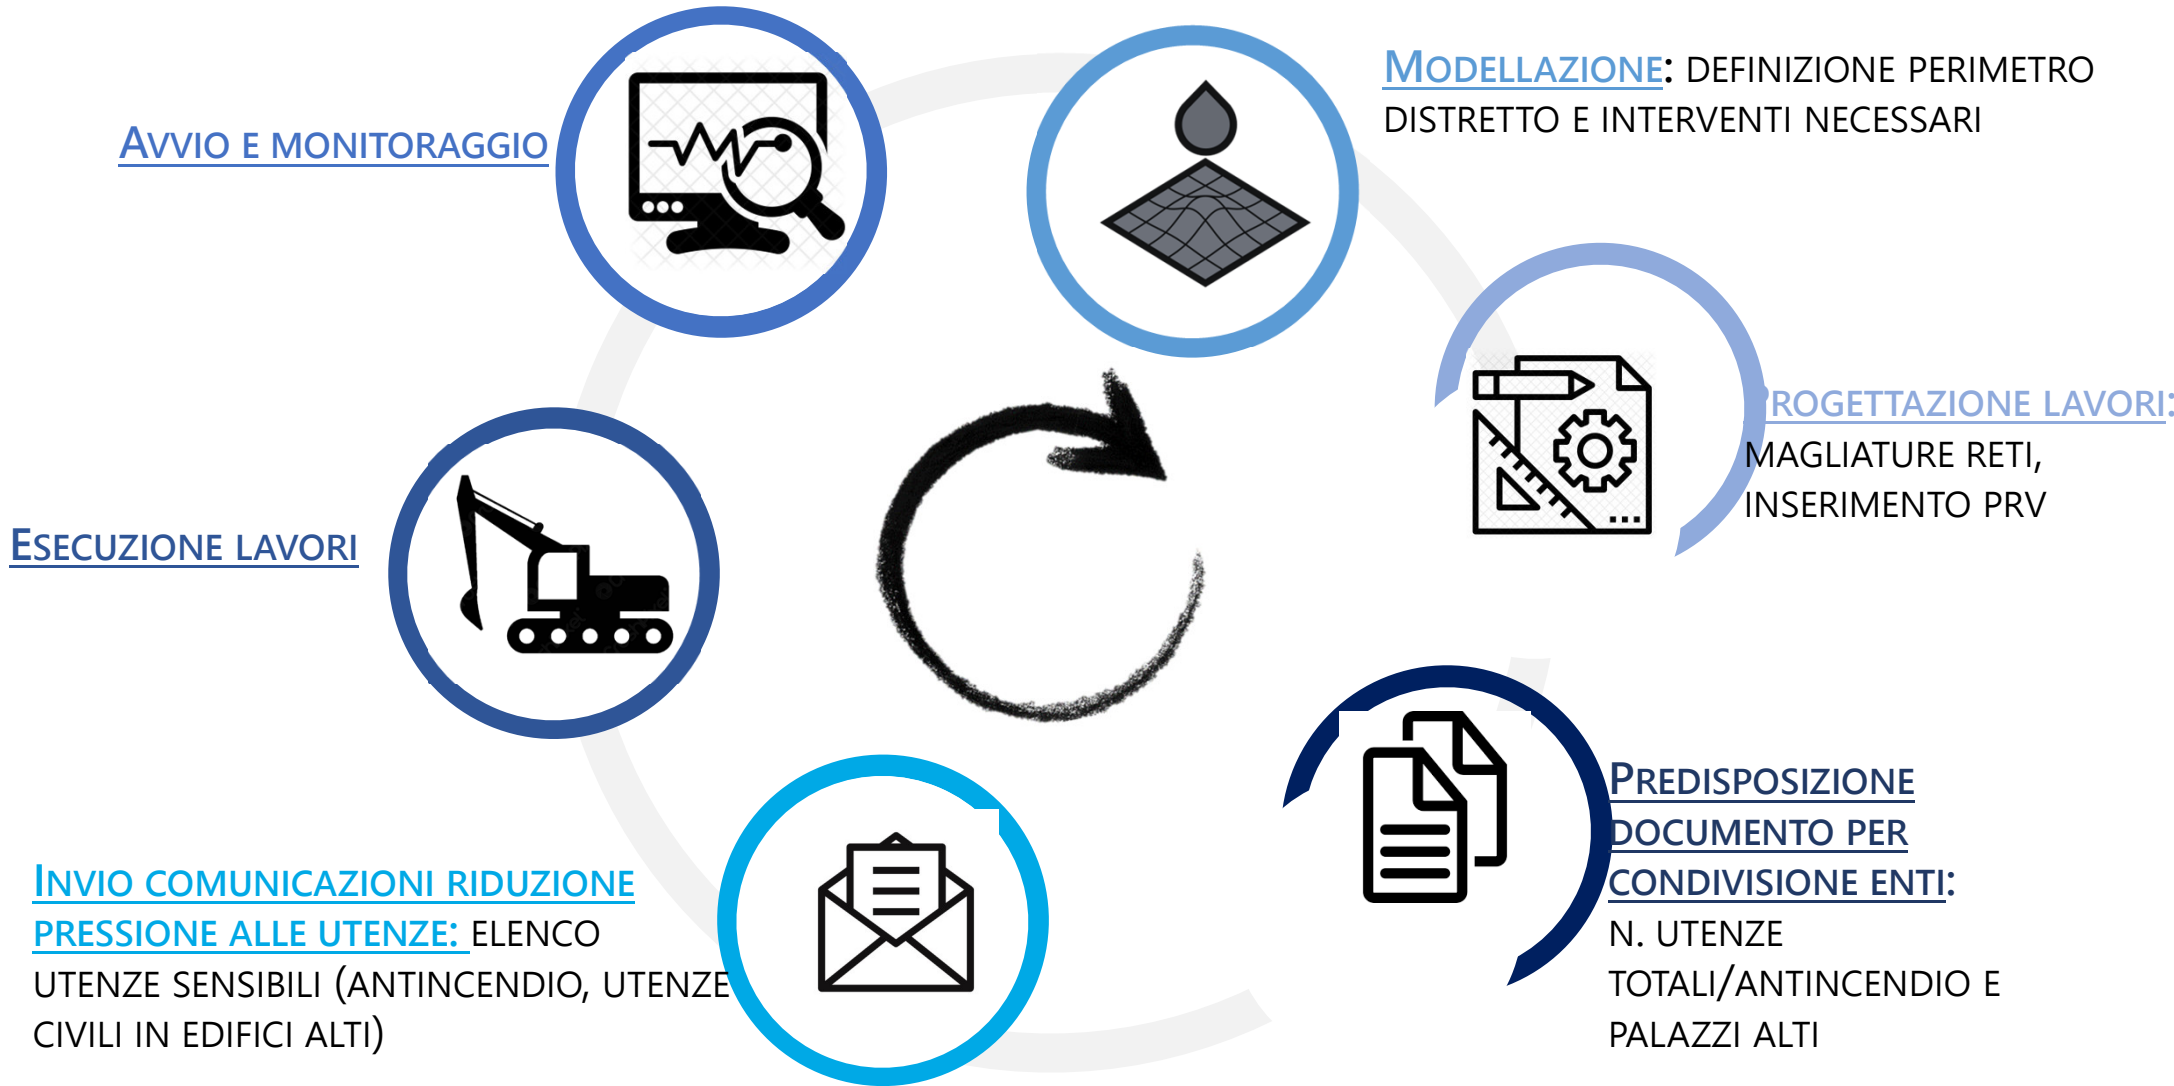 MODELLAZIONE: DEFINIZIONE PERIMETRO
DISTRETTO E INTERVENTI NECESSARI
PROGETTAZIONE LAVORI:
MAGLIATURE RETI,
INSERIMENTO PRV
PREDISPOSIZIONE
DOCUMENTO PER
CONDIVISIONE ENTI:
N. UTENZE
TOTALI/ANTINCENDIO E
PALAZZI ALTI
INVIO COMUNICAZIONI RIDUZIONE
PRESSIONE ALLE UTENZE: ELENCO
UTENZE SENSIBILI (ANTINCENDIO, UTENZE
CIVILI IN EDIFICI ALTI)
ESECUZIONE LAVORI
AVVIO E MONITORAGGIO